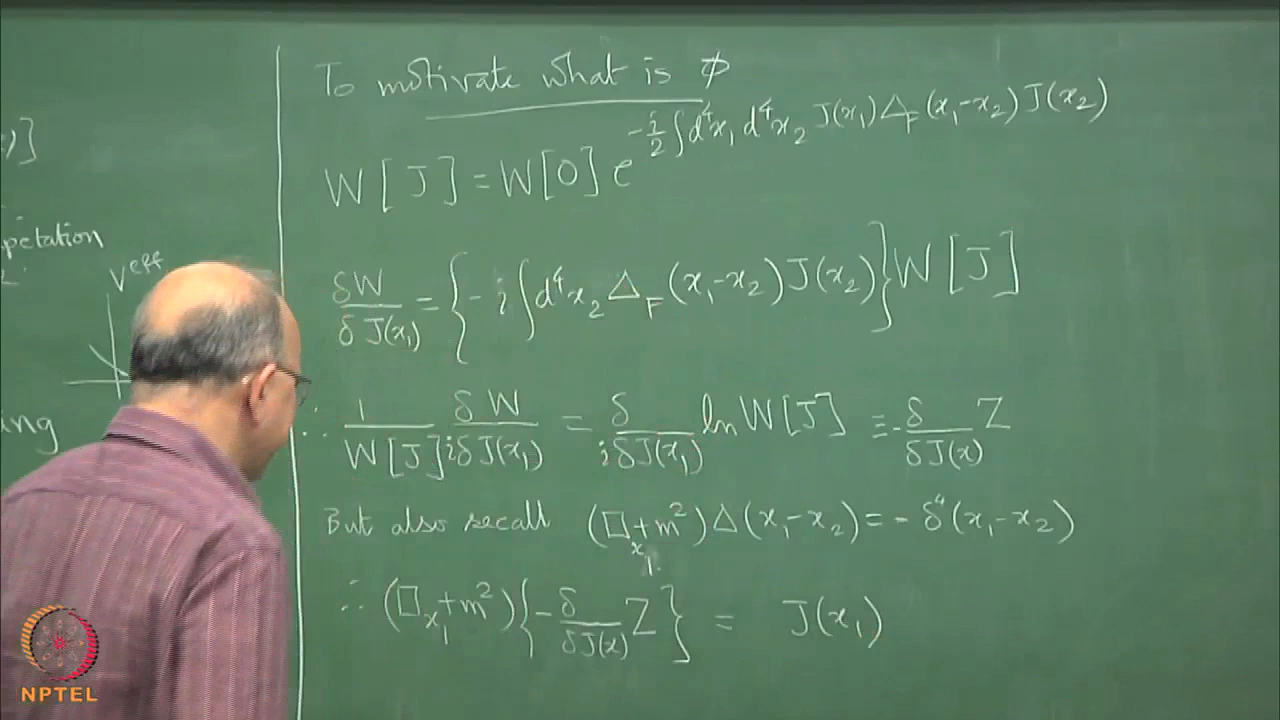 )]
petation
V^eff
ing
To motivate what is φ
W[J] = W[0] e^{-i/2 ∫d⁴x₁ d⁴x₂ J(x₁) Δ_F (x₁-x₂) J(x₂)}
δW/δJ(x₁) = { -i ∫d⁴x₂ Δ_F (x₁-x₂) J(x₂) } W[J]
∴ 1/W[J] δW/iδJ(x₁) = δ/iδJ(x₁) ln W[J] ≡ -δ/δJ(x) Z
But also recall (□_{x₁}+m²) Δ(x₁-x₂) = - δ⁴(x₁-x₂)
∴ (□_{x₁}+m²) { -δ/δJ(x) Z } = J(x₁)
NPTEL